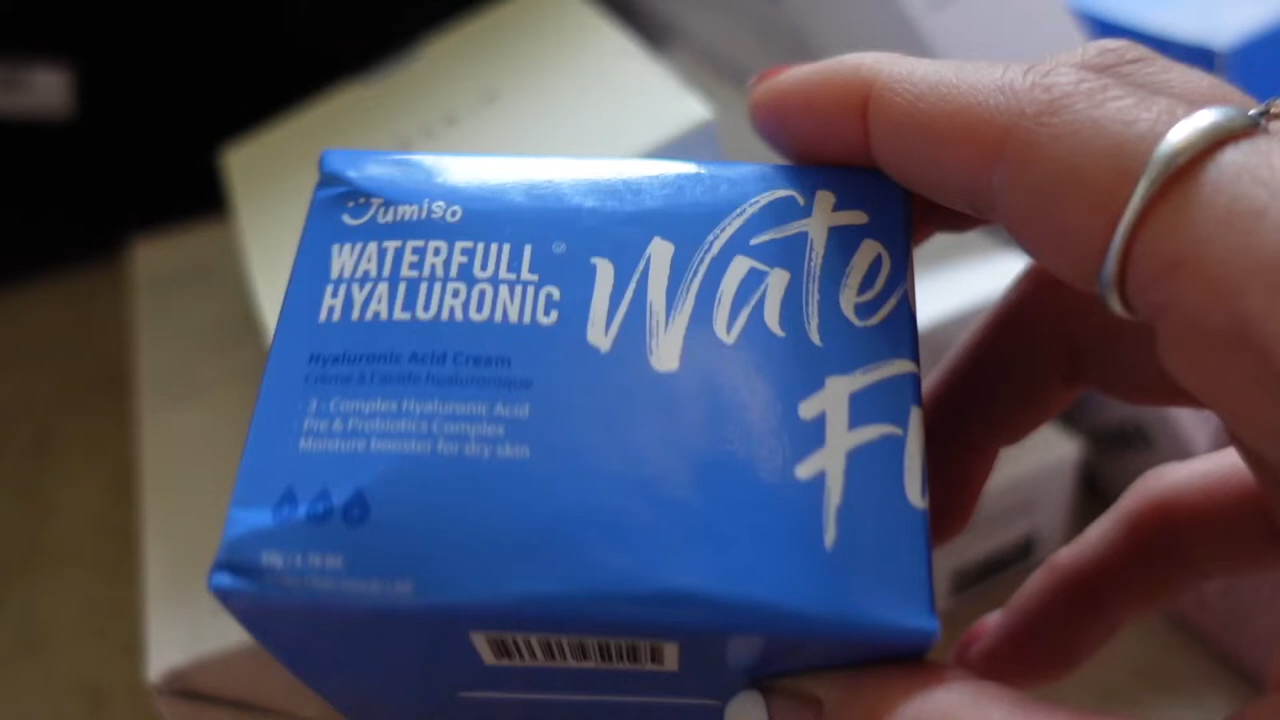 Jumiso
WATERFULL
HYALURONIC
Hyaluronic Acid Cream
Crème à l'acide hyaluronique
· 3 - Complex Hyaluronic Acid
· Pre & Probiotics Complex
· Moisture booster for dry skin
Wate
Fu